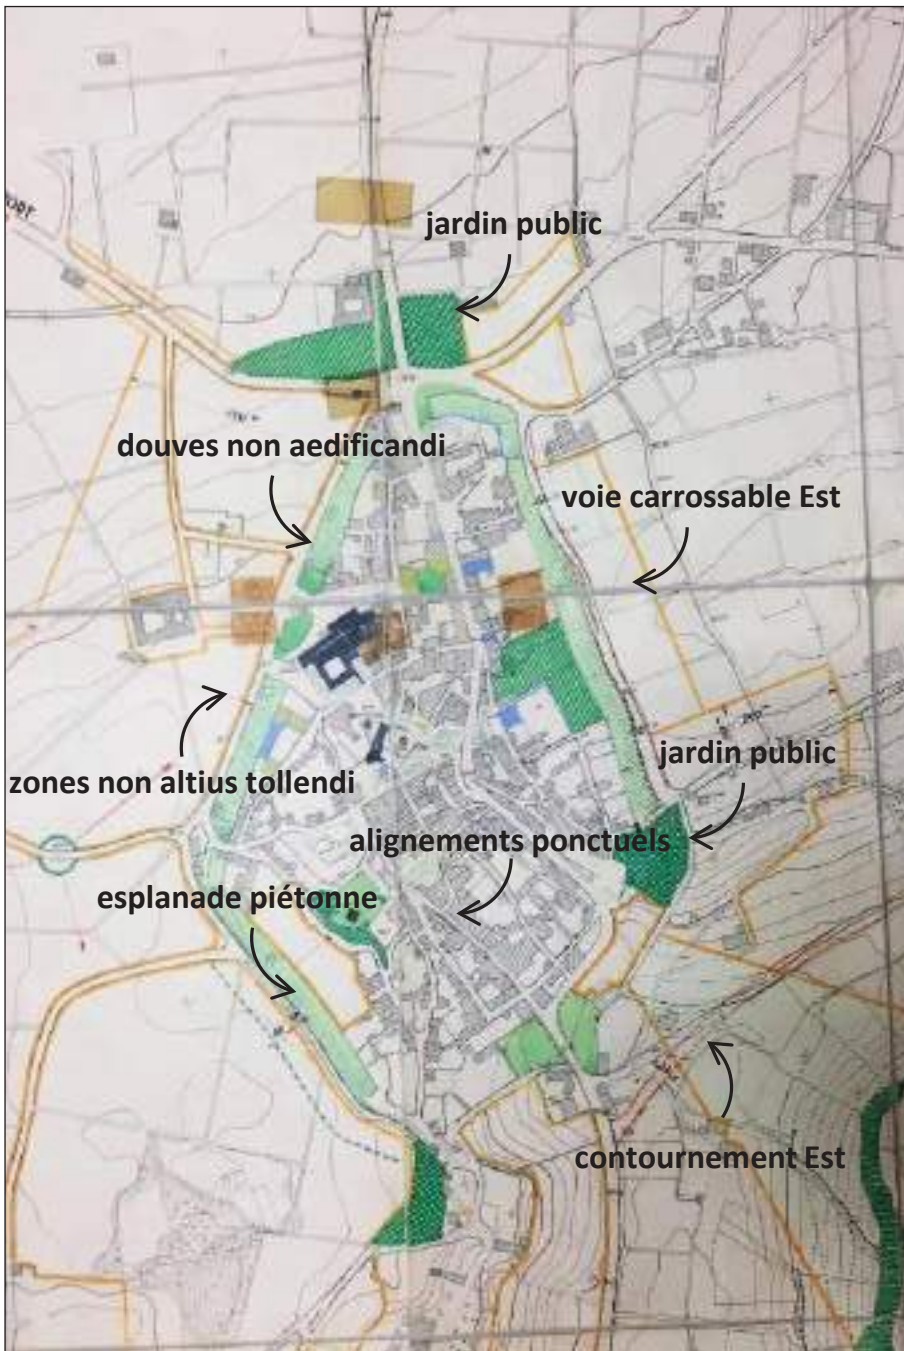 jardin public
douves non aedificandi
voie carrossable Est
zones non altius tollendi
jardin public
alignements ponctuels
esplanade piétonne
contournement Est